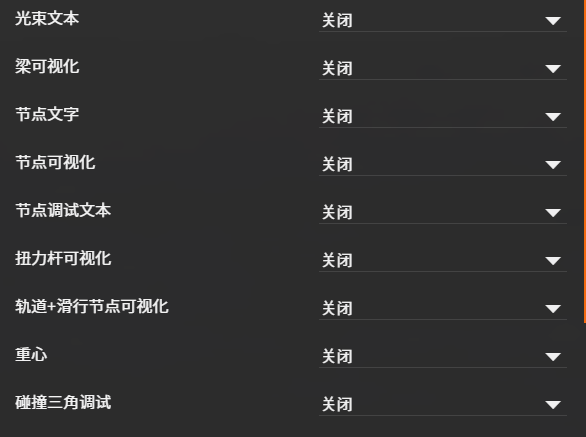 光束文本 关闭
梁可视化 关闭
节点文字 关闭
节点可视化 关闭
节点调试文本 关闭
扭力杆可视化 关闭
轨道+滑行节点可视化 关闭
重心 关闭
碰撞三角调试 关闭